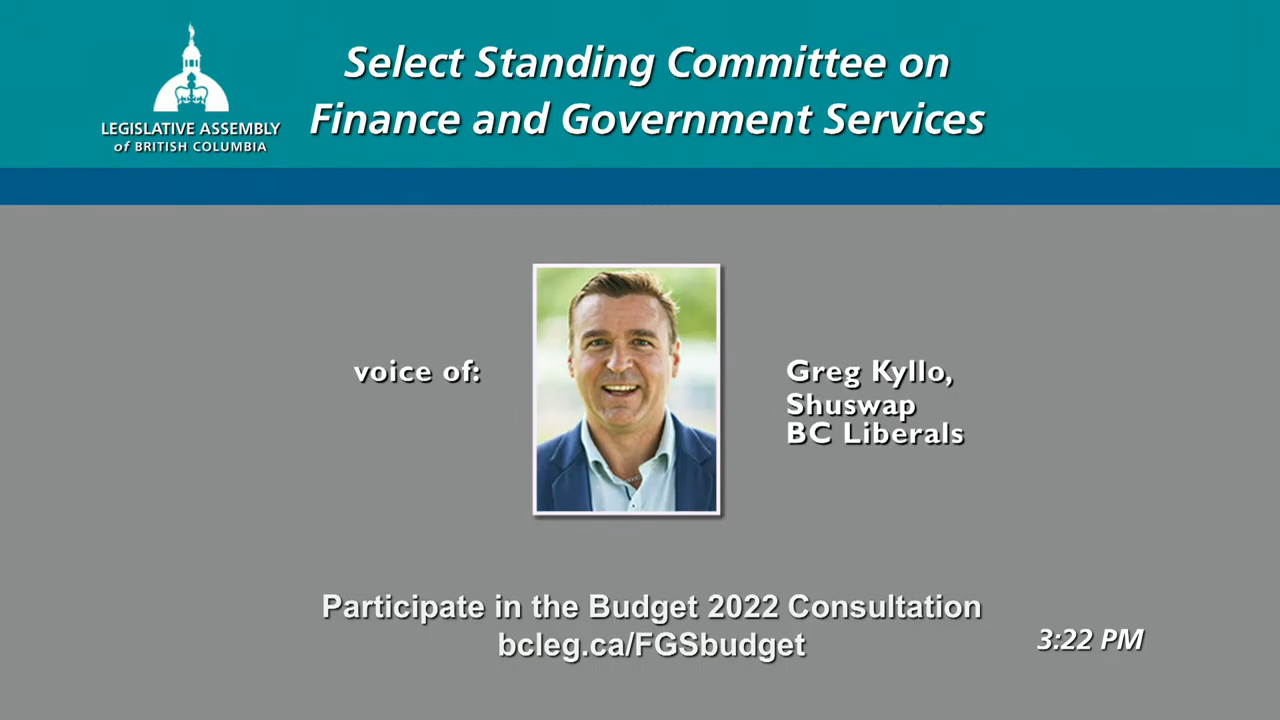 Select Standing Committee on
Finance and Government Services
LEGISLATIVE ASSEMBLY
of BRITISH COLUMBIA
voice of:
Greg Kyllo,
Shuswap
BC Liberals
Participate in the Budget 2022 Consultation
bcleg.ca/FGSbudget
3:22 PM